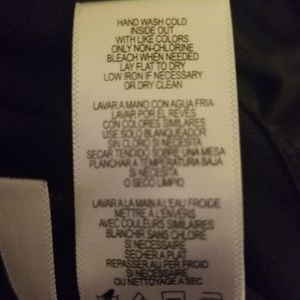 HAND WASH COLD
INSIDE OUT
WITH LIKE COLORS
ONLY NON-CHLORINE
BLEACH WHEN NEEDED
LAY FLAT TO DRY
LOW IRON IF NECESSARY
OR DRY CLEAN
LAVAR A MANO CON AGUA FRIA
LAVAR POR EL REVES
CON COLORES SIMILARES
USE SOLO BLANQUEADOR
SIN CLORO SI NECESITA
SECAR TENDIDO SOBRE UNA MESA
PLANCHAR A TEMPERATURA BAJA
SI NECESITA
O SECO LIMPIO
LAVAR A LA MAIN A L'EAU FROIDE
METTRE A L'ENVERS
AVEC COULEURS SIMILAIRES
BLANCHIR SANS CHLORE
SI NECESSAIRE
SECHER A PLAT
REPASSER AU FER FROID
SI NECESSAIRE
OU NETTOYAGE A SEC